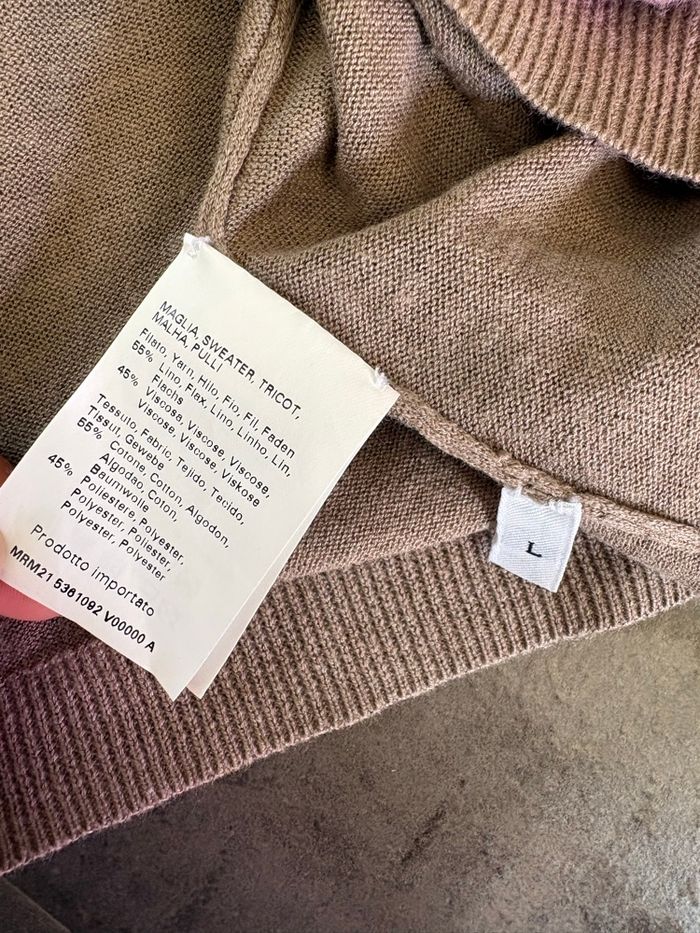 MAGLIA, SWEATER, TRICOT,
MALHA, PULLI
Filato, Yarn, Hilo, Fio, Fil, Faden
55% Lino, Flax, Lino, Linho, Lin,
Flachs
45% Viscosa, Viscose, Viscose,
Viscose, Viscose, Viskose
Tessuto, Fabric, Tejido, Tecido,
Tissut, Gewebe
55% Cotone, Cotton, Algodon,
Algodao, Coton,
Baumwolle
45% Poliestere, Polyester,
Polyester, Poliester,
Polyester, Polyester
Prodotto importato
MRM21 5361092 V00000 A
L